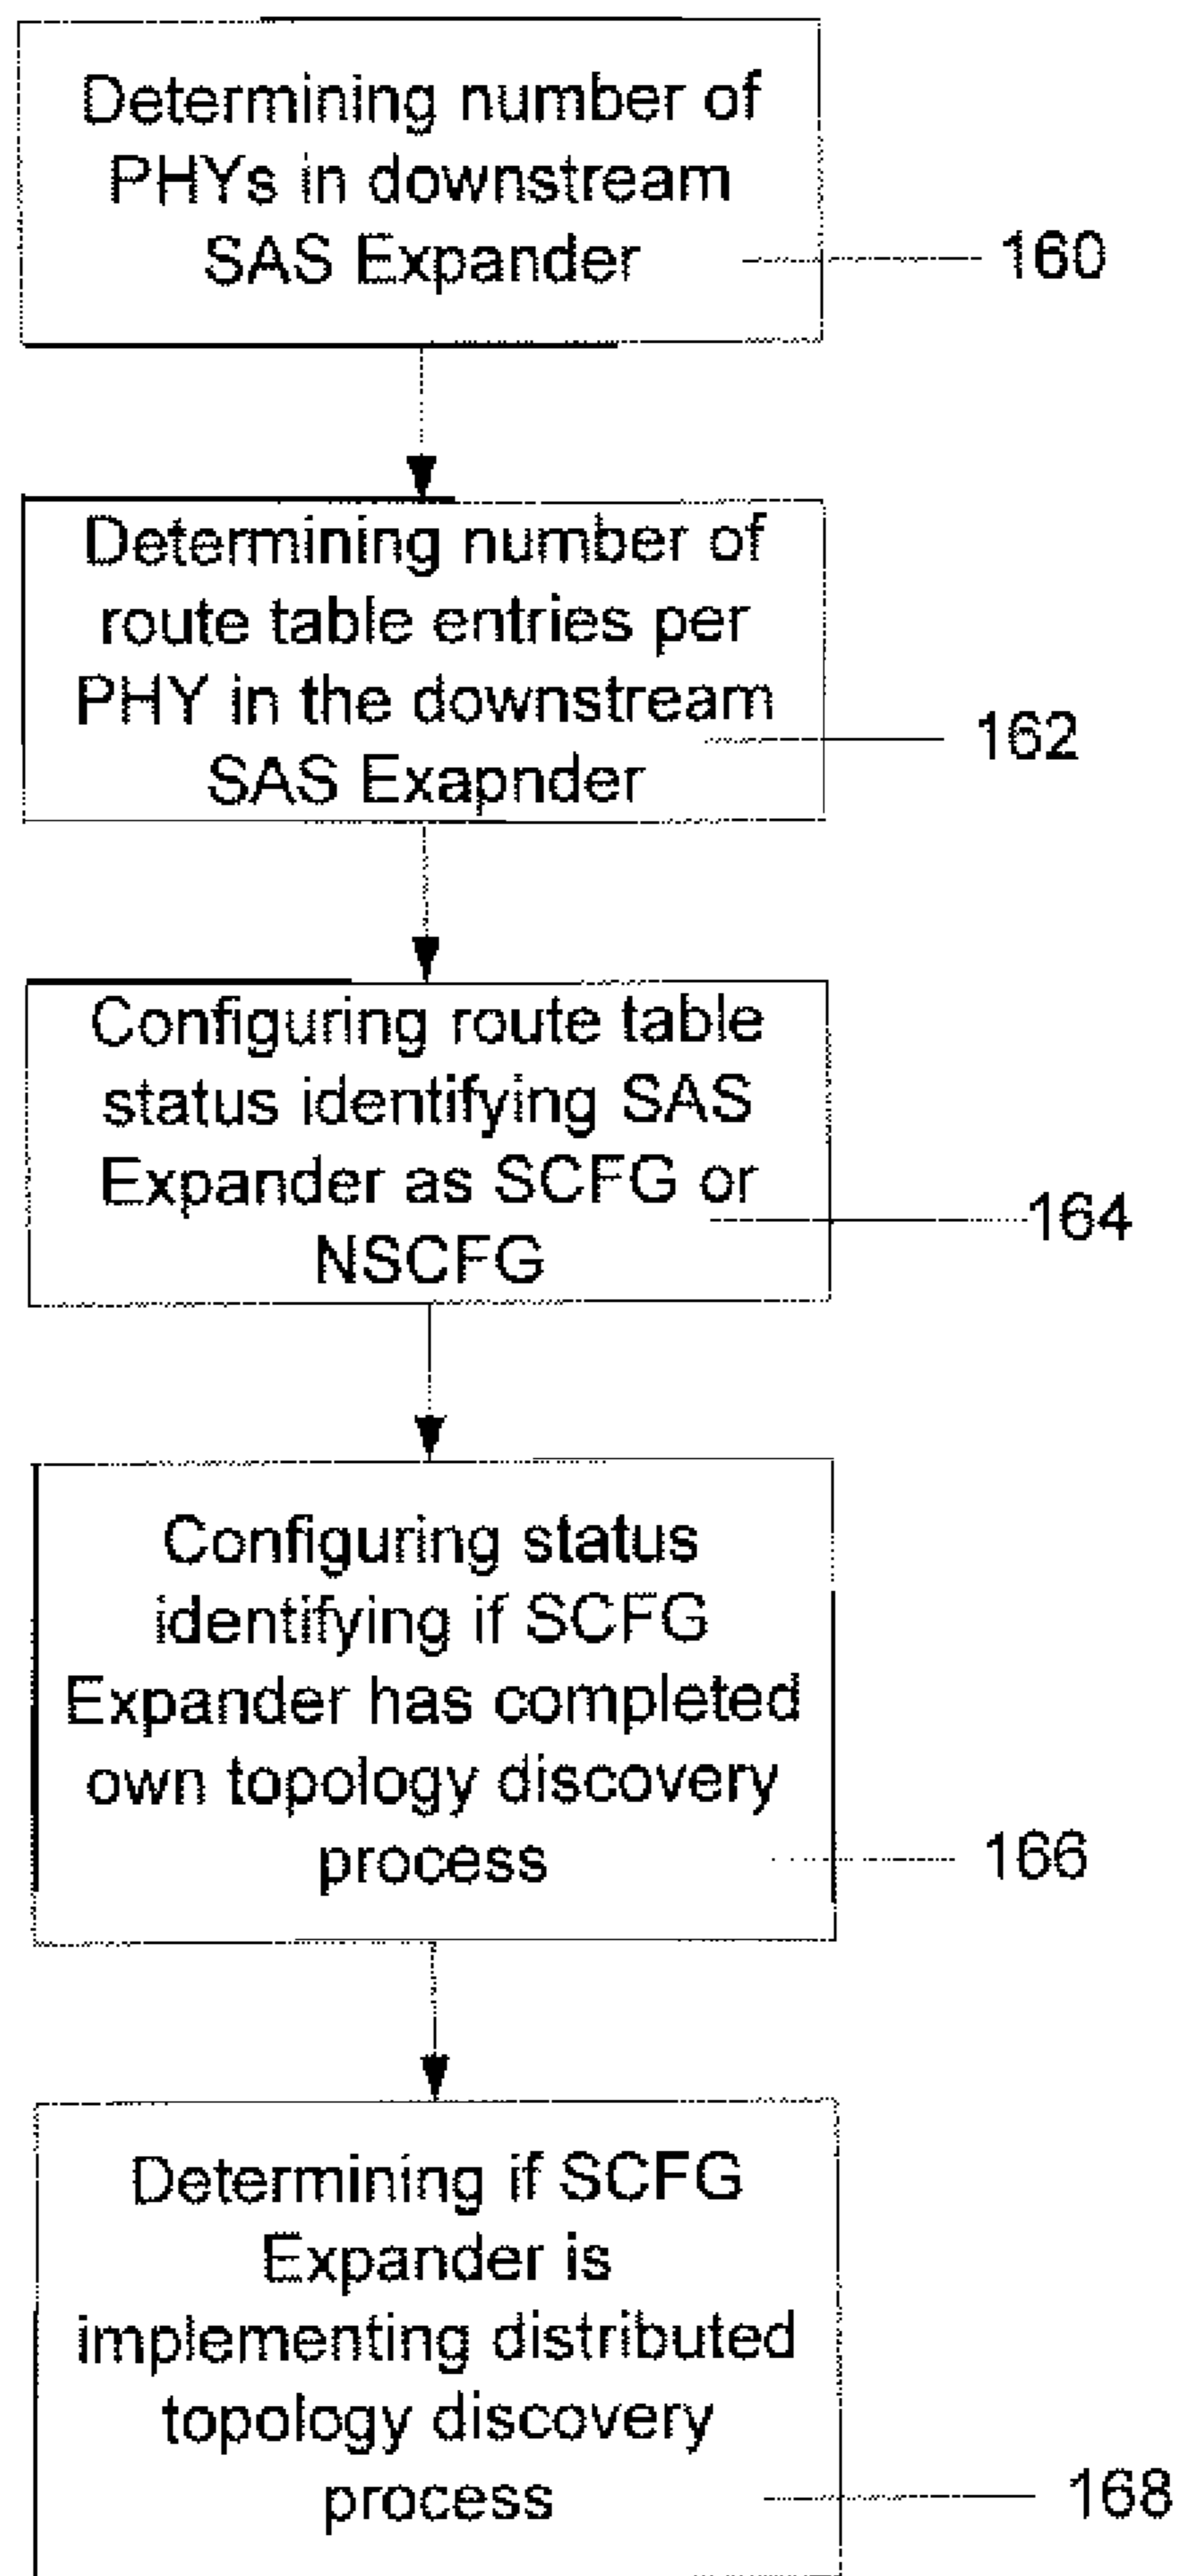 Determining number of
PHYs in downstream
SAS Expander
160
Determining number of
route table entries per
PHY in the downstream
SAS Exapnder
162
Configuring route table
status identifying SAS
Expander as SCFG or
NSCFG
164
Configuring status
identifying if SCFG
Expander has completed
own topology discovery
process
166
Determining if SCFG
Expander is
implementing distributed
topology discovery
process
168